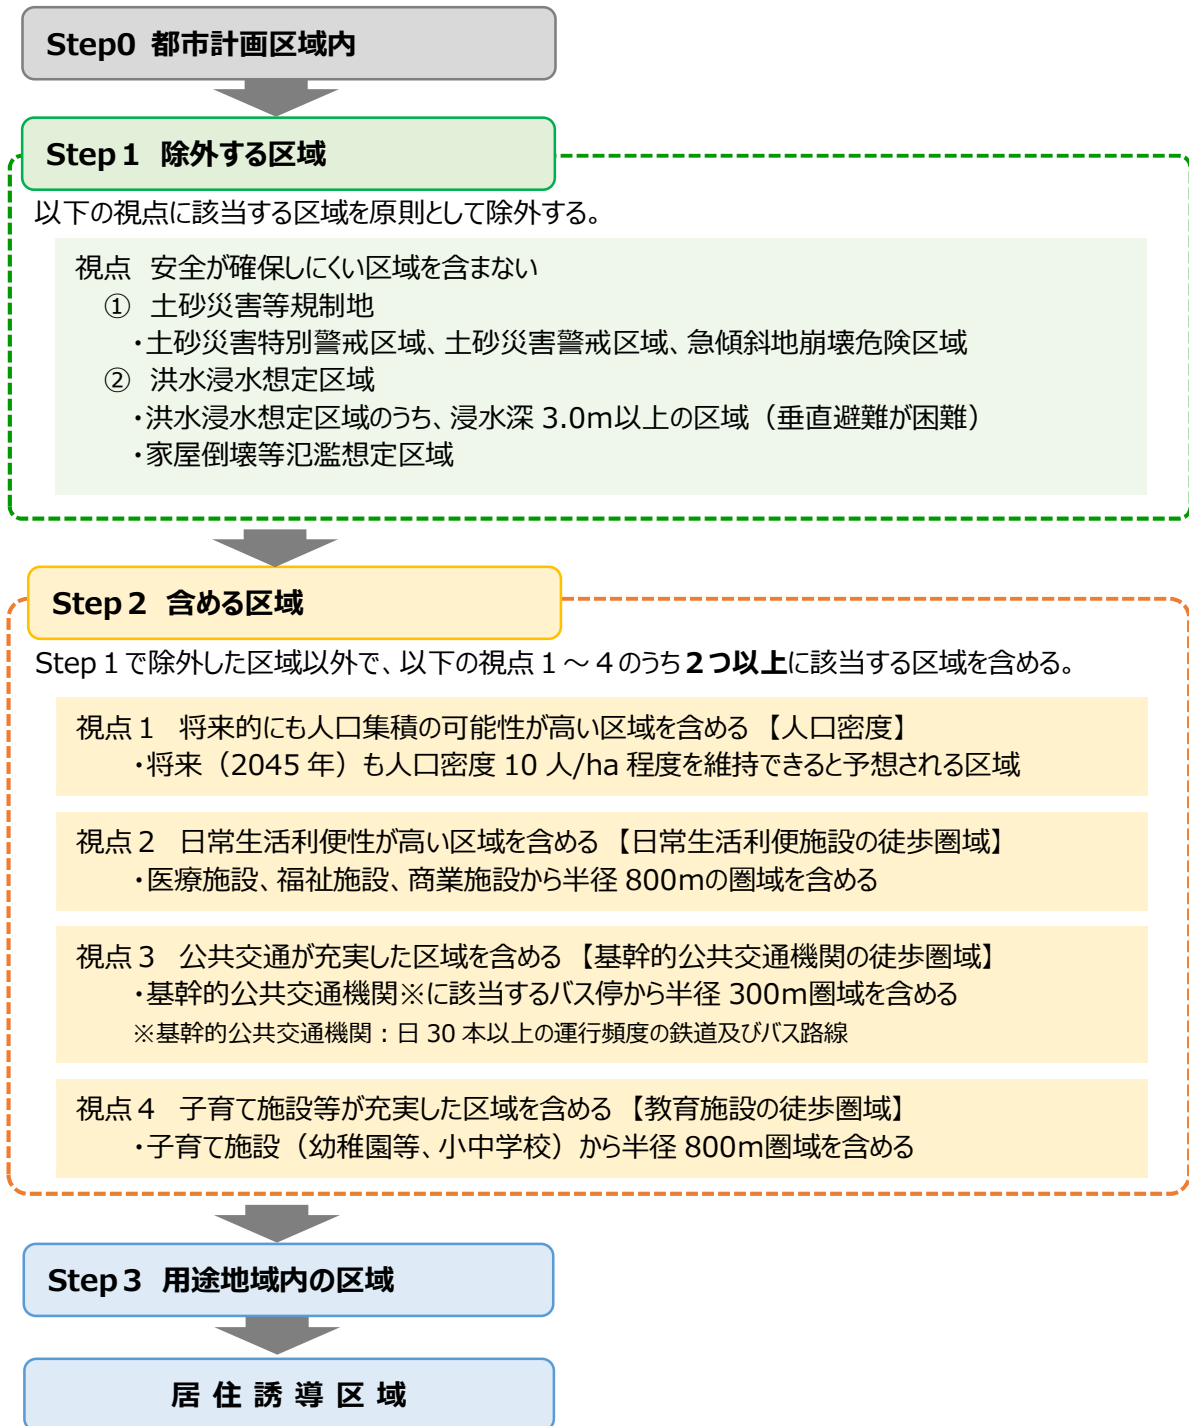 Step0 都市計画区域内
Step１ 除外する区域
以下の視点に該当する区域を原則として除外する。
視点　安全が確保しにくい区域を含まない
① 土砂災害等規制地
・土砂災害特別警戒区域、土砂災害警戒区域、急傾斜地崩壊危険区域
② 洪水浸水想定区域
・洪水浸水想定区域のうち、浸水深 3.0ｍ以上の区域（垂直避難が困難）
・家屋倒壊等氾濫想定区域
Step２ 含める区域
Step１で除外した区域以外で、以下の視点１～４のうち２つ以上に該当する区域を含める。
視点１　将来的にも人口集積の可能性が高い区域を含める 【人口密度】
・将来（2045 年）も人口密度 10 人/ha 程度を維持できると予想される区域
視点２　日常生活利便性が高い区域を含める 【日常生活利便施設の徒歩圏域】
・医療施設、福祉施設、商業施設から半径 800ｍの圏域を含める
視点３　公共交通が充実した区域を含める 【基幹的公共交通機関の徒歩圏域】
・基幹的公共交通機関※に該当するバス停から半径 300ｍ圏域を含める
※基幹的公共交通機関：日 30 本以上の運行頻度の鉄道及びバス路線
視点４　子育て施設等が充実した区域を含める 【教育施設の徒歩圏域】
・子育て施設（幼稚園等、小中学校）から半径 800ｍ圏域を含める
Step３ 用途地域内の区域
居 住 誘 導 区 域